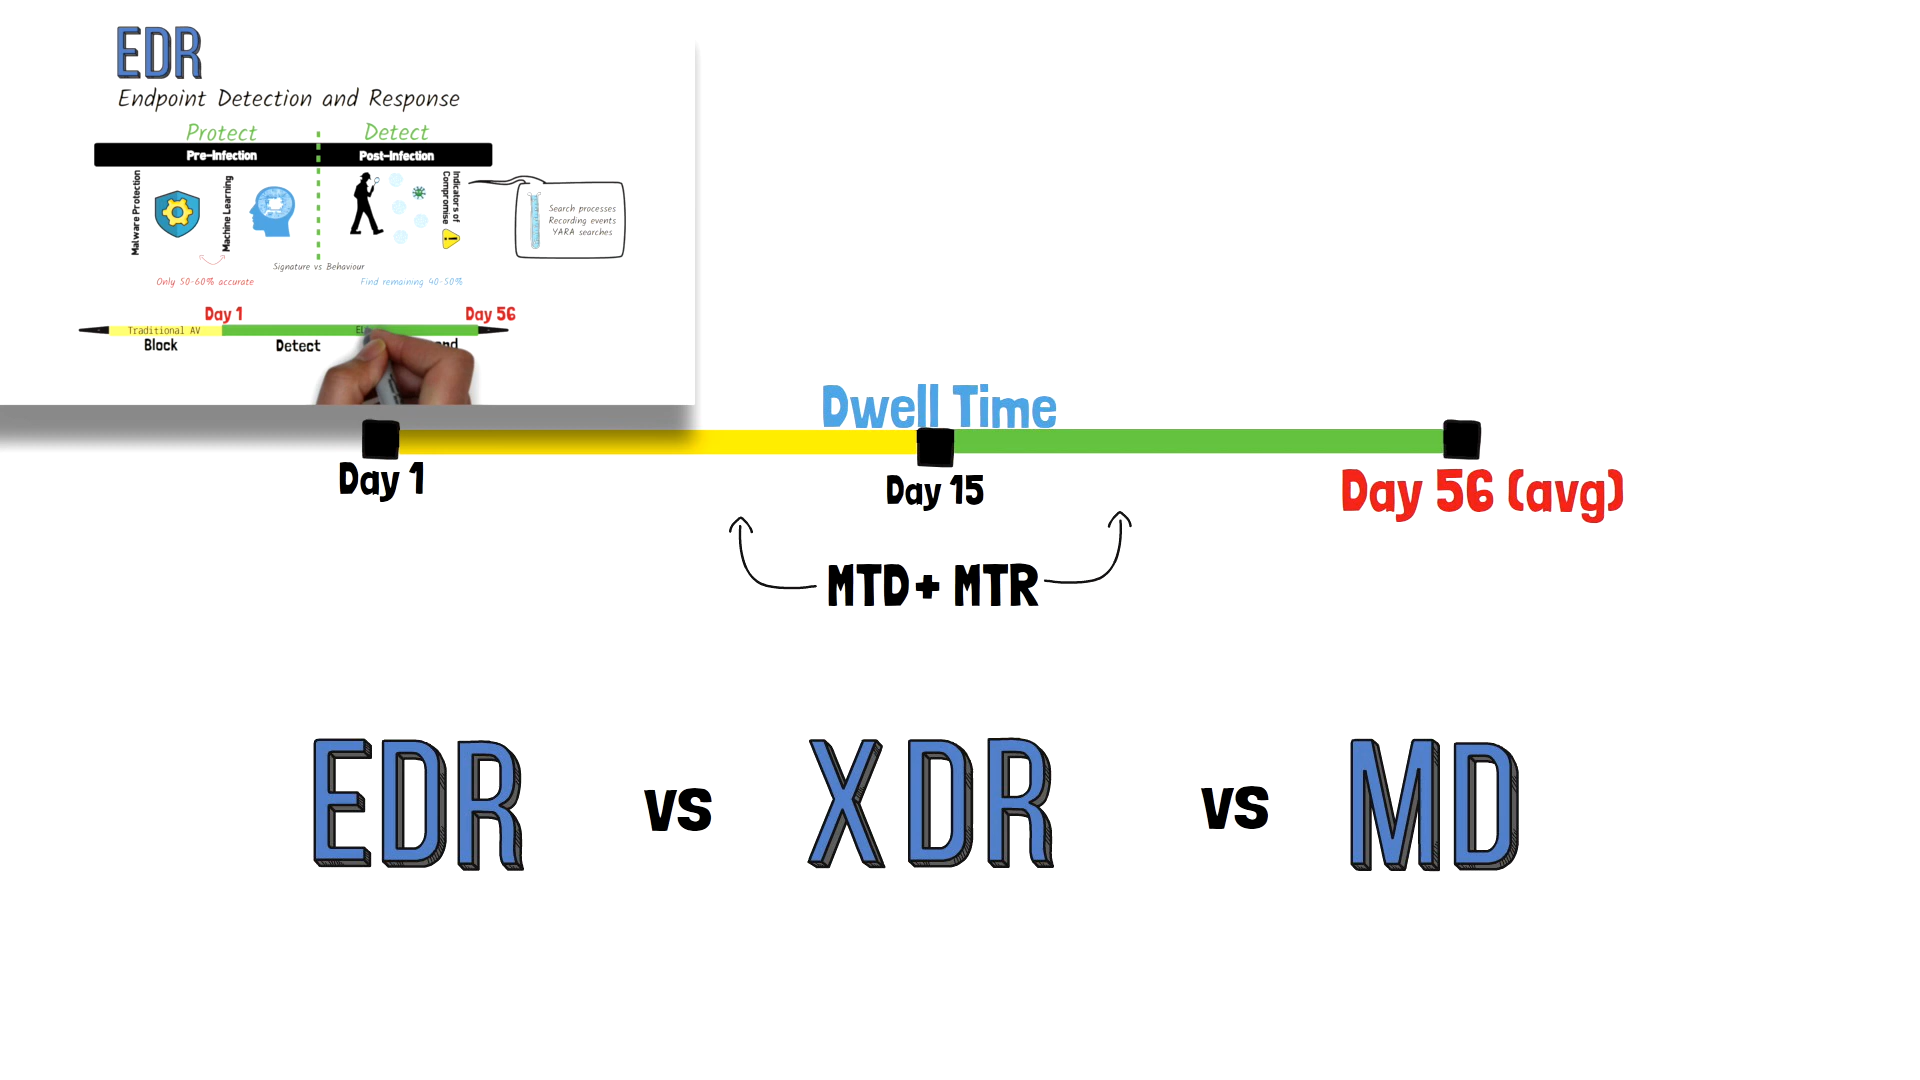 EDR
Endpoint Detection and Response
Protect
Detect
Pre-Infection
Post-Infection
Malware Protection
Machine Learning
Indicators of
Compromise
Search processes
Recording events
YARA searches
Signature vs Behaviour
Only 50-60% accurate
Find remaining 40-50%
Day 1
Day 56
Traditional AV
Block
Detect
Dwell Time
Day 1
Day 15
Day 56 (avg)
MTD + MTR
EDR vs XDR vs MD